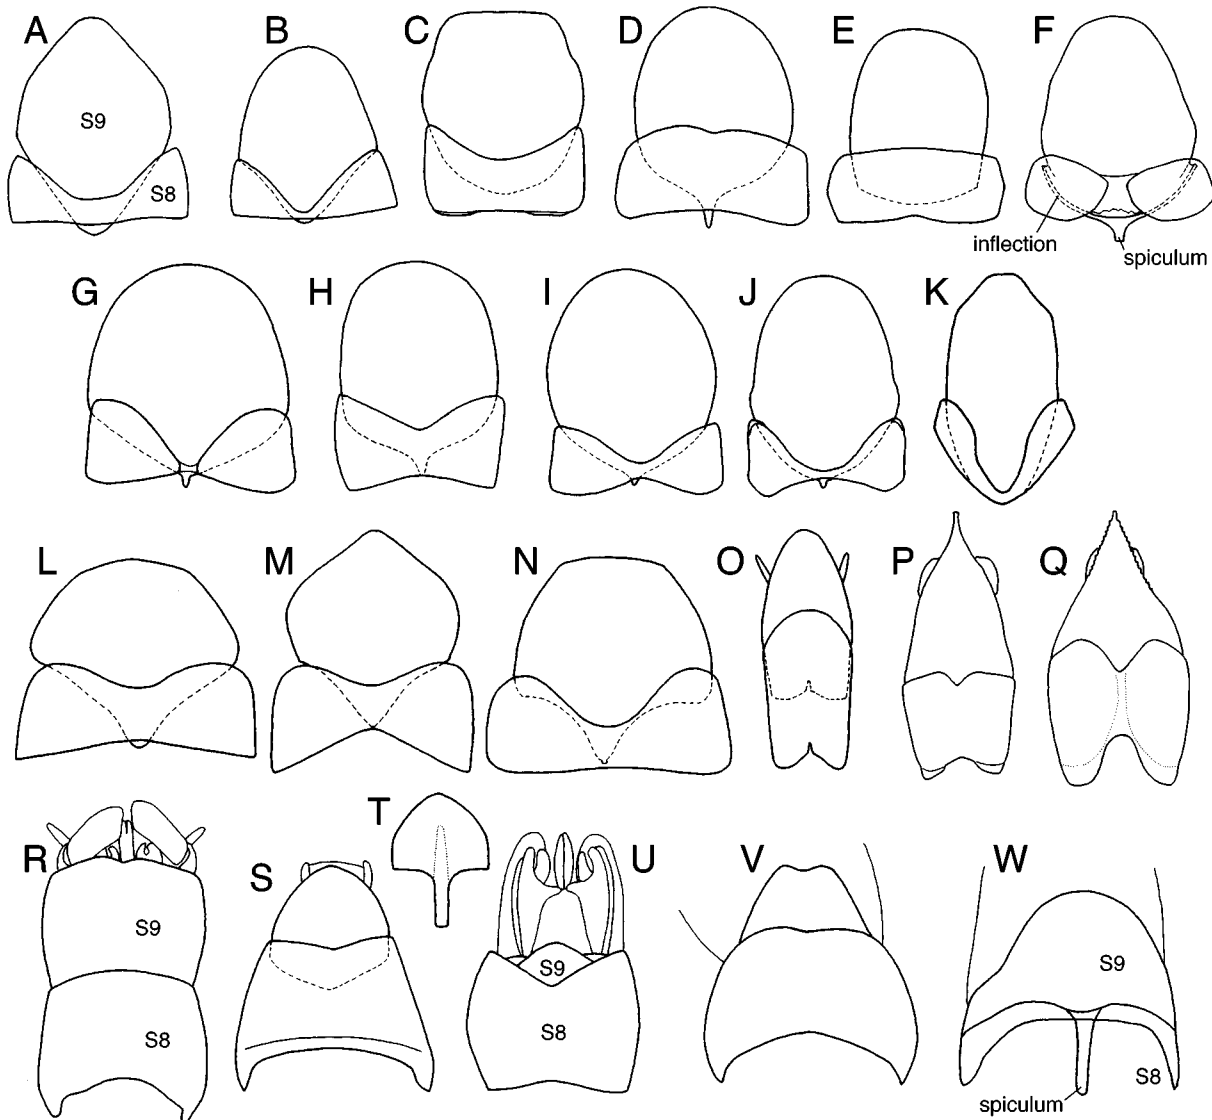 A B C D E F
S9
S8
inflection
spiculum
G H I J K
L M N O P Q
R S T U V W
S9
S9
S9
S8
S8
S8
spiculum